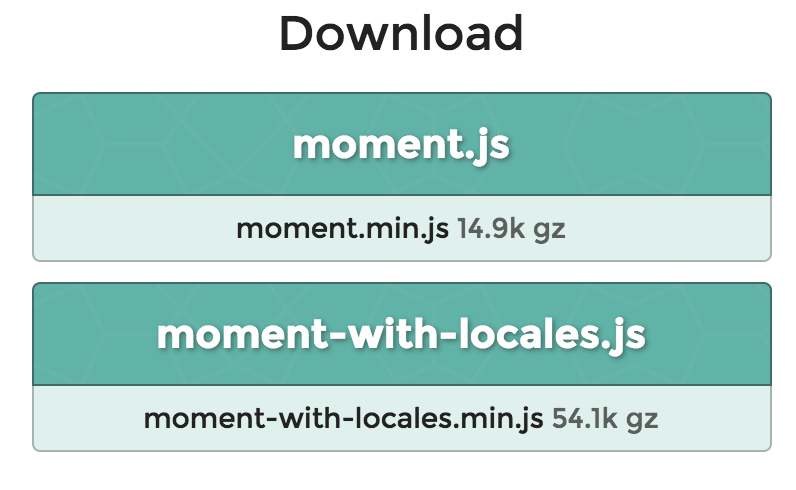 Download
moment.js
moment.min.js 14.9k gz
moment-with-locales.js
moment-with-locales.min.js 54.1k gz